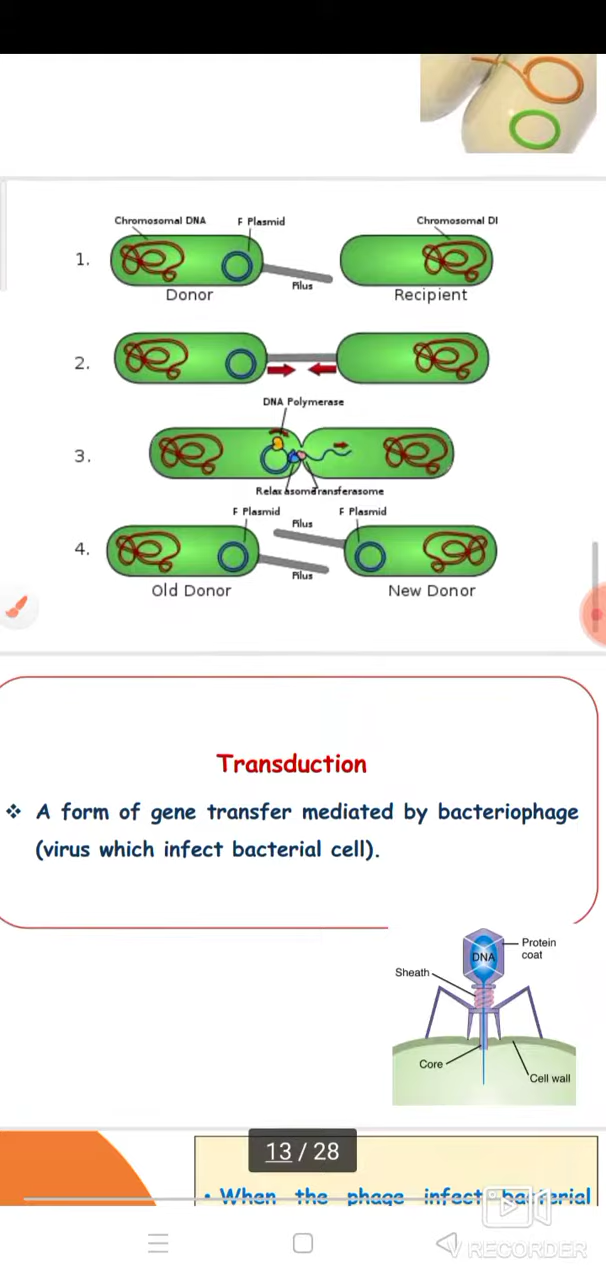 Chromosomal DNA F Plasmid Chromosomal DI
1.
Pilus
Donor Recipient
2.
DNA Polymerase
3.
Relaxasome Transferasome
F Plasmid Pilus F Plasmid
4.
Pilus
Old Donor New Donor
Transduction
❖ A form of gene transfer mediated by bacteriophage
(virus which infect bacterial cell).
Protein
coat
DNA
Sheath
Core
Cell wall
13 / 28
• When the phage infect bacterial
V RECORDER